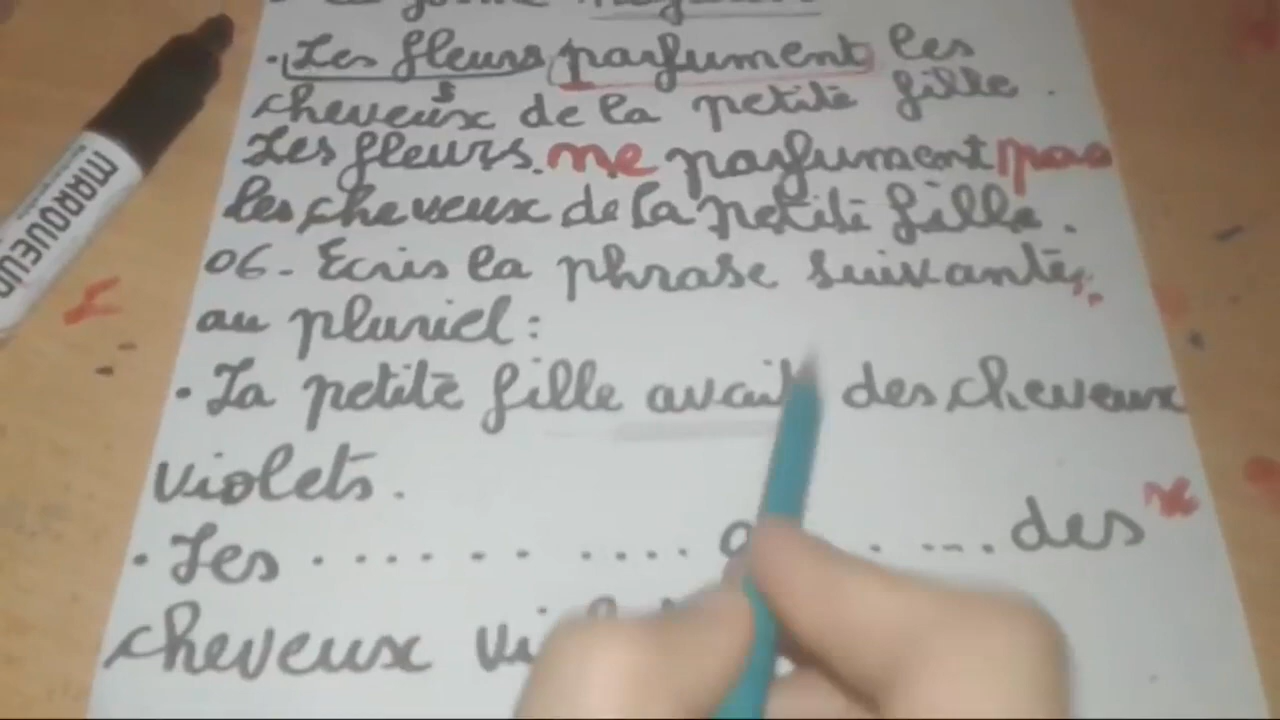 · Les fleurs parfument les
cheveux de la petite fille.
Les fleurs ne parfument pas
les cheveux de la petite fille.
06- Ecris la phrase suivante
au pluriel:
· La petite fille avait des cheveux
violets.
· Les ...... .... a . .... des
cheveux
MARQUEUR